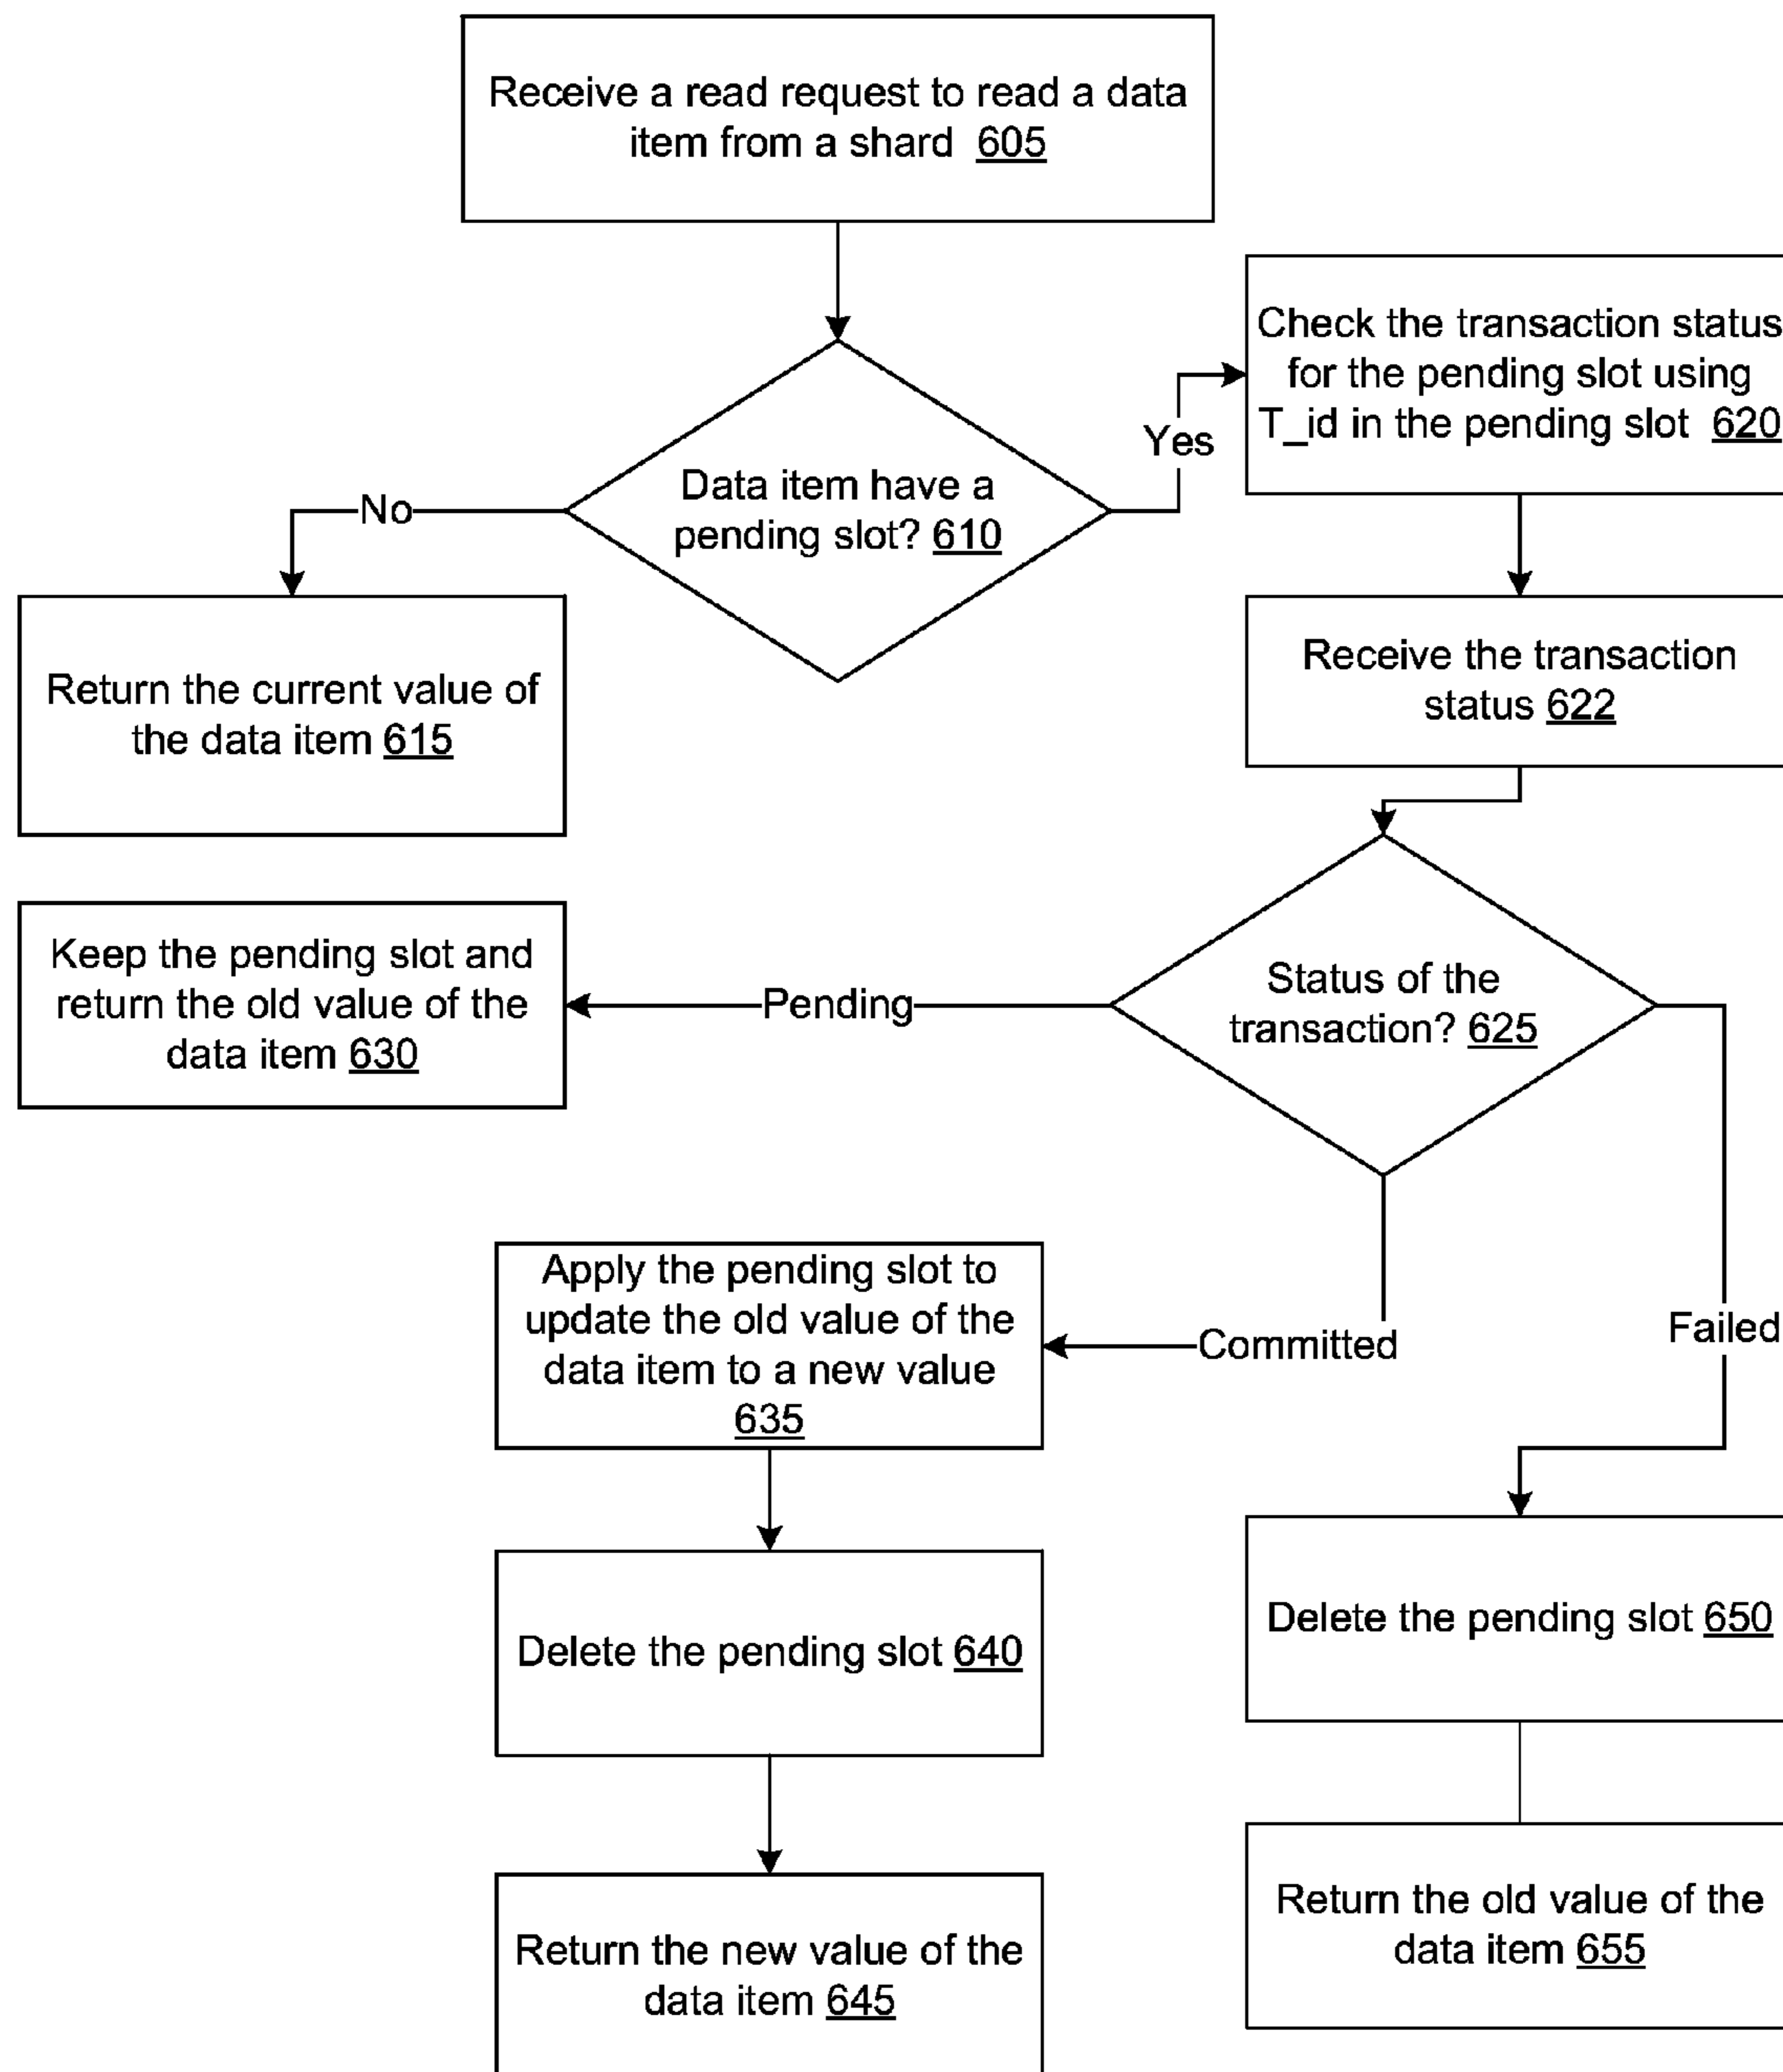 Receive a read request to read a data
item from a shard 605
Check the transaction status
for the pending slot using
T_id in the pending slot 620
Yes
Data item have a
pending slot? 610
No
Return the current value of
the data item 615
Receive the transaction
status 622
Keep the pending slot and
return the old value of the
data item 630
Pending
Status of the
transaction? 625
Apply the pending slot to
update the old value of the
data item to a new value
635
Committed
Failed
Delete the pending slot 640
Delete the pending slot 650
Return the new value of the
data item 645
Return the old value of the
data item 655